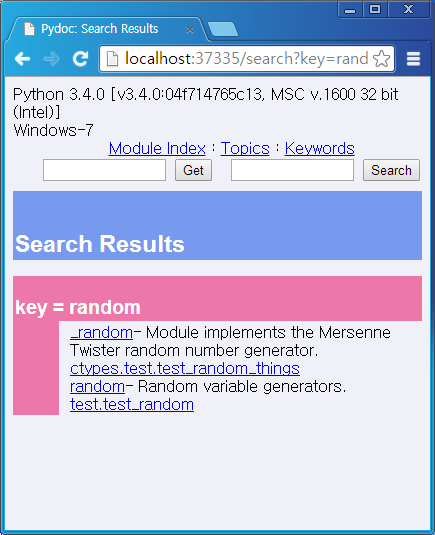 Pydoc: Search Results
localhost:37335/search?key=rand
Python 3.4.0 [v3.4.0:04f714765c13, MSC v.1600 32 bit
(Intel)]
Windows-7
Module Index : Topics : Keywords
Get Search
Search Results
key = random
_random- Module implements the Mersenne
Twister random number generator.
ctypes.test.test_random_things
random- Random variable generators.
test.test_random